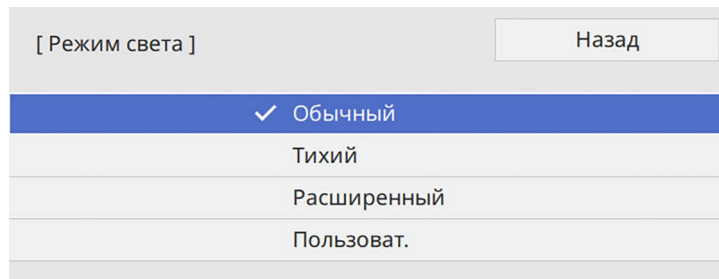 [ Режим света ]
Назад
Обычный
Тихий
Расширенный
Пользоват.